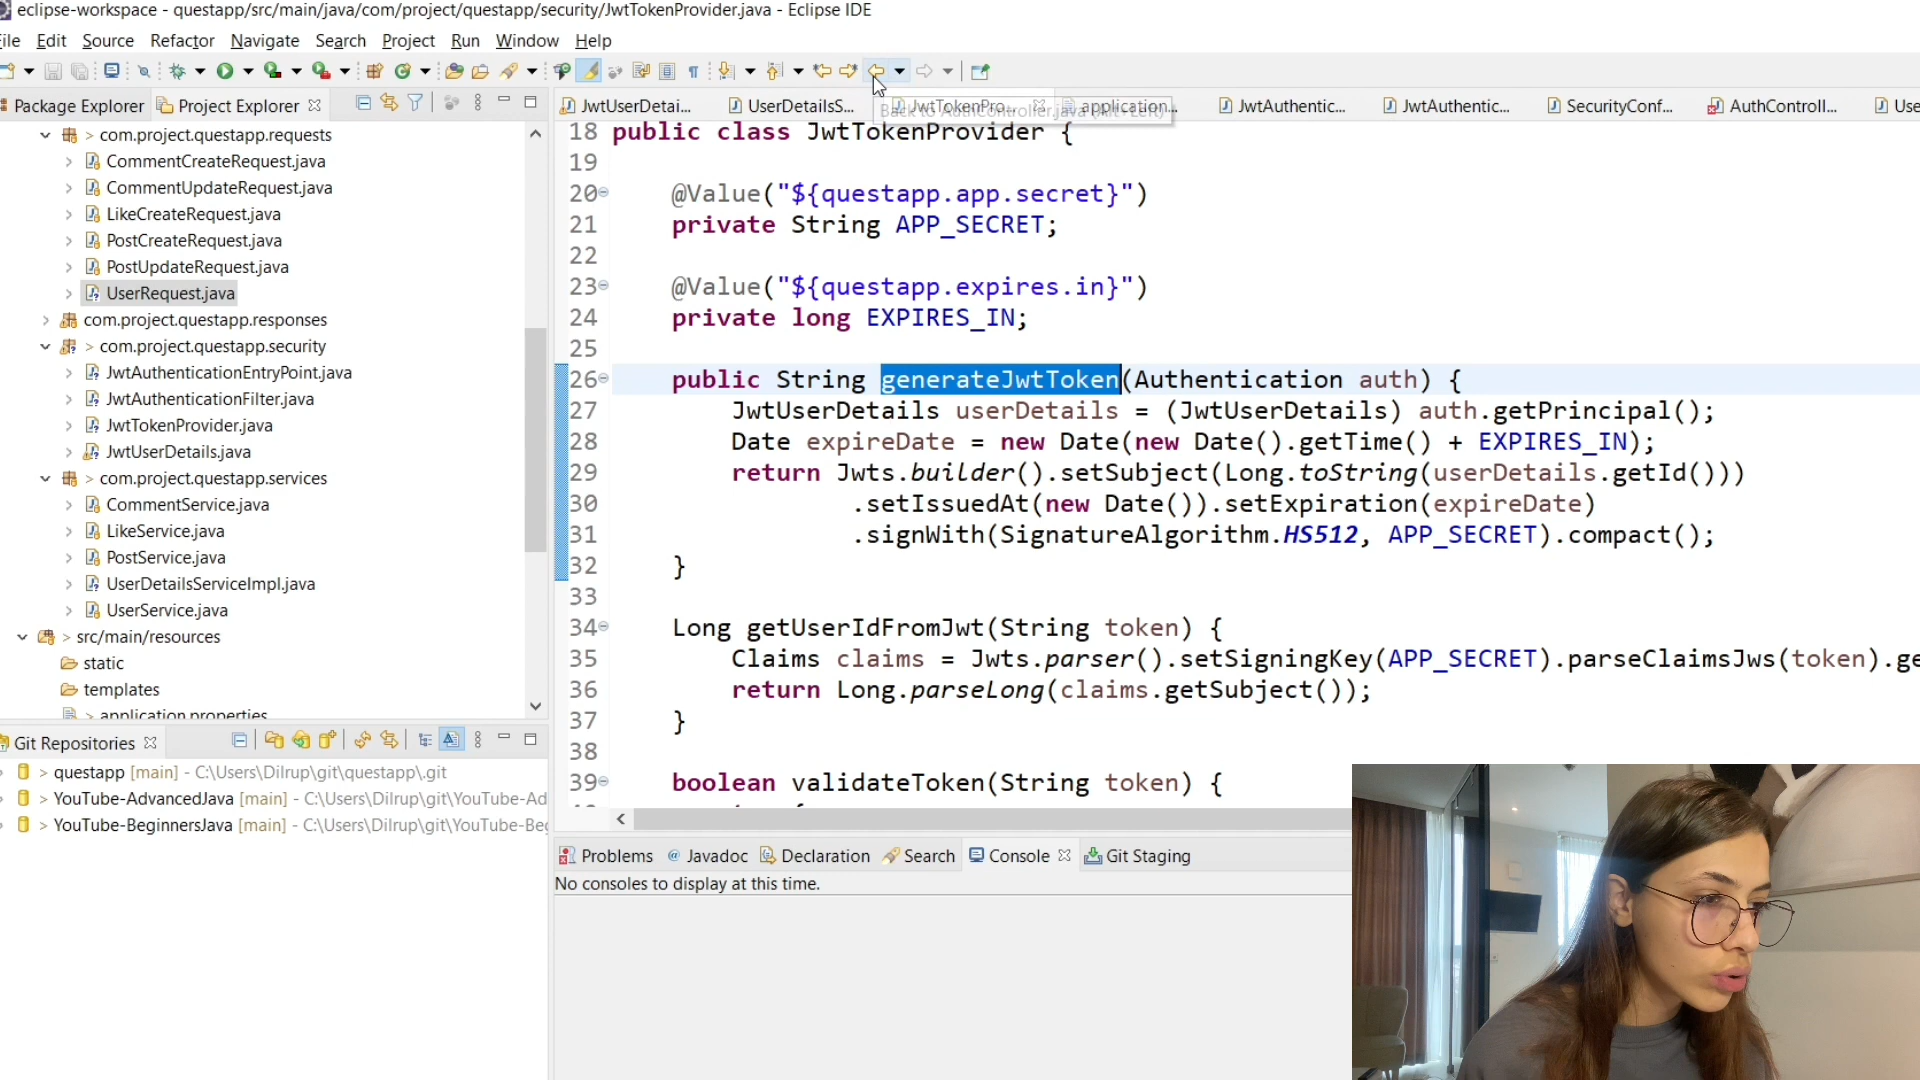 eclipse-workspace - questapp/src/main/java/com/project/questapp/security/JwtTokenProvider.java - Eclipse IDE
ile Edit Source Refactor Navigate Search Project Run Window Help
Package Explorer Project Explorer
JwtUserDetai... UserDetailsS... JwtTokenPro... application... JwtAuthentic... JwtAuthentic... SecurityConf... AuthControll... Use
Back to AuthController.java (Alt+Left)
> com.project.questapp.requests
CommentCreateRequest.java
CommentUpdateRequest.java
LikeCreateRequest.java
PostCreateRequest.java
PostUpdateRequest.java
UserRequest.java
com.project.questapp.responses
> com.project.questapp.security
JwtAuthenticationEntryPoint.java
JwtAuthenticationFilter.java
JwtTokenProvider.java
JwtUserDetails.java
> com.project.questapp.services
CommentService.java
LikeService.java
PostService.java
UserDetailsServiceImpl.java
UserService.java
> src/main/resources
static
templates
> application.properties
18 public class JwtTokenProvider {
19
20 @Value("${questapp.app.secret}")
21 private String APP_SECRET;
22
23 @Value("${questapp.expires.in}")
24 private long EXPIRES_IN;
25
26 public String generateJwtToken(Authentication auth) {
27 JwtUserDetails userDetails = (JwtUserDetails) auth.getPrincipal();
28 Date expireDate = new Date(new Date().getTime() + EXPIRES_IN);
29 return Jwts.builder().setSubject(Long.toString(userDetails.getId()))
30 .setIssuedAt(new Date()).setExpiration(expireDate)
31 .signWith(SignatureAlgorithm.HS512, APP_SECRET).compact();
32 }
33
34 Long getUserIdFromJwt(String token) {
35 Claims claims = Jwts.parser().setSigningKey(APP_SECRET).parseClaimsJws(token).ge
36 return Long.parseLong(claims.getSubject());
37 }
38
39 boolean validateToken(String token) {
Git Repositories
> questapp [main] - C:\Users\Dilrup\git\questapp\.git
> YouTube-AdvancedJava [main] - C:\Users\Dilrup\git\YouTube-Ad
> YouTube-BeginnersJava [main] - C:\Users\Dilrup\git\YouTube-Beg
Problems Javadoc Declaration Search Console Git Staging
No consoles to display at this time.